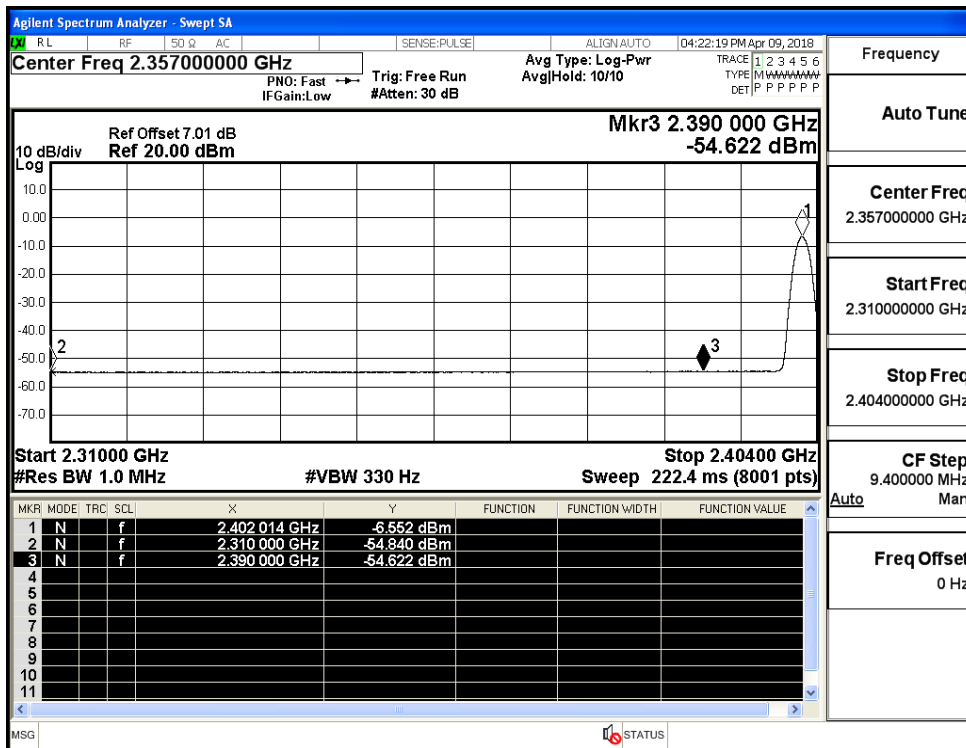 Agilent Spectrum Analyzer - Swept SA
LXI RL RF 50 Ω AC SENSE:PULSE ALIGN AUTO 04:22:19 PM Apr 09, 2018
Center Freq 2.357000000 GHz
PNO: Fast
IFGain:Low
Trig: Free Run
#Atten: 30 dB
Avg Type: Log-Pwr
Avg|Hold: 10/10
TRACE 1 2 3 4 5 6
TYPE M W W W W W
DET P P P P P P
Ref Offset 7.01 dB
10 dB/div Ref 20.00 dBm
Log
Mkr3 2.390 000 GHz
-54.622 dBm
10.0
0.00
-10.0
-20.0
-30.0
-40.0
-50.0
-60.0
-70.0
1
2
3
Start 2.31000 GHz Stop 2.40400 GHz
#Res BW 1.0 MHz #VBW 330 Hz Sweep 222.4 ms (8001 pts)
MKR MODE TRC SCL X Y FUNCTION FUNCTION WIDTH FUNCTION VALUE
1 N f 2.402 014 GHz -6.552 dBm
2 N f 2.310 000 GHz -54.840 dBm
3 N f 2.390 000 GHz -54.622 dBm
4
5
6
7
8
9
10
11
MSG STATUS
Frequency
Auto Tune
Center Freq
2.357000000 GHz
Start Freq
2.310000000 GHz
Stop Freq
2.404000000 GHz
CF Step
9.400000 MHz
Auto Man
Freq Offset
0 Hz